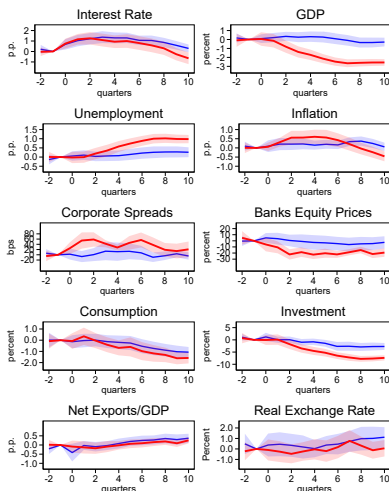 Interest Rate
p.p.
2
1
0
-1
-2 0 2 4 6 8 10
quarters
GDP
percent
1
0
-1
-2
-3
-2 0 2 4 6 8 10
quarters
Unemployment
p.p.
1.5
1.0
0.5
0.0
-0.5
-2 0 2 4 6 8 10
quarters
Inflation
p.p.
1.0
0.5
0.0
-0.5
-2 0 2 4 6 8 10
quarters
Corporate Spreads
bps
80
60
40
20
0
-20
-2 0 2 4 6 8 10
quarters
Banks Equity Prices
percent
20
10
0
-10
-20
-30
-2 0 2 4 6 8 10
quarters
Consumption
percent
1.0
0.0
-1.0
-2.0
-2 0 2 4 6 8 10
quarters
Investment
percent
5
0
-5
-10
-2 0 2 4 6 8 10
quarters
Net Exports/GDP
p.p.
0.5
0.0
-0.5
-1.0
-2 0 2 4 6 8 10
quarters
Real Exchange Rate
Percent
2.0
1.0
0.0
-1.0
-2 0 2 4 6 8 10
quarters